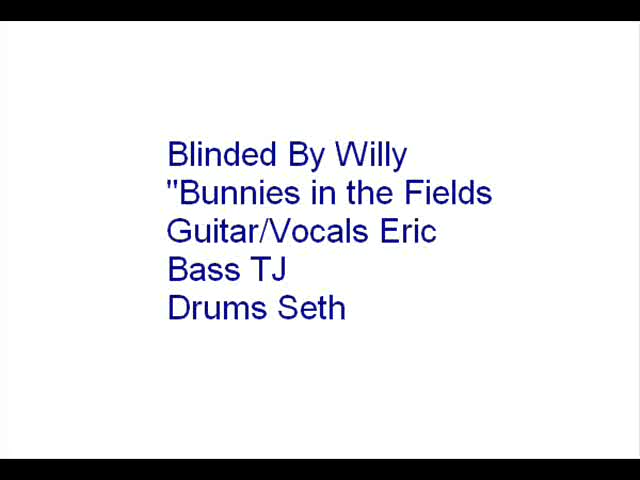 Blinded By Willy
"Bunnies in the Fields
Guitar/Vocals Eric
Bass TJ
Drums Seth